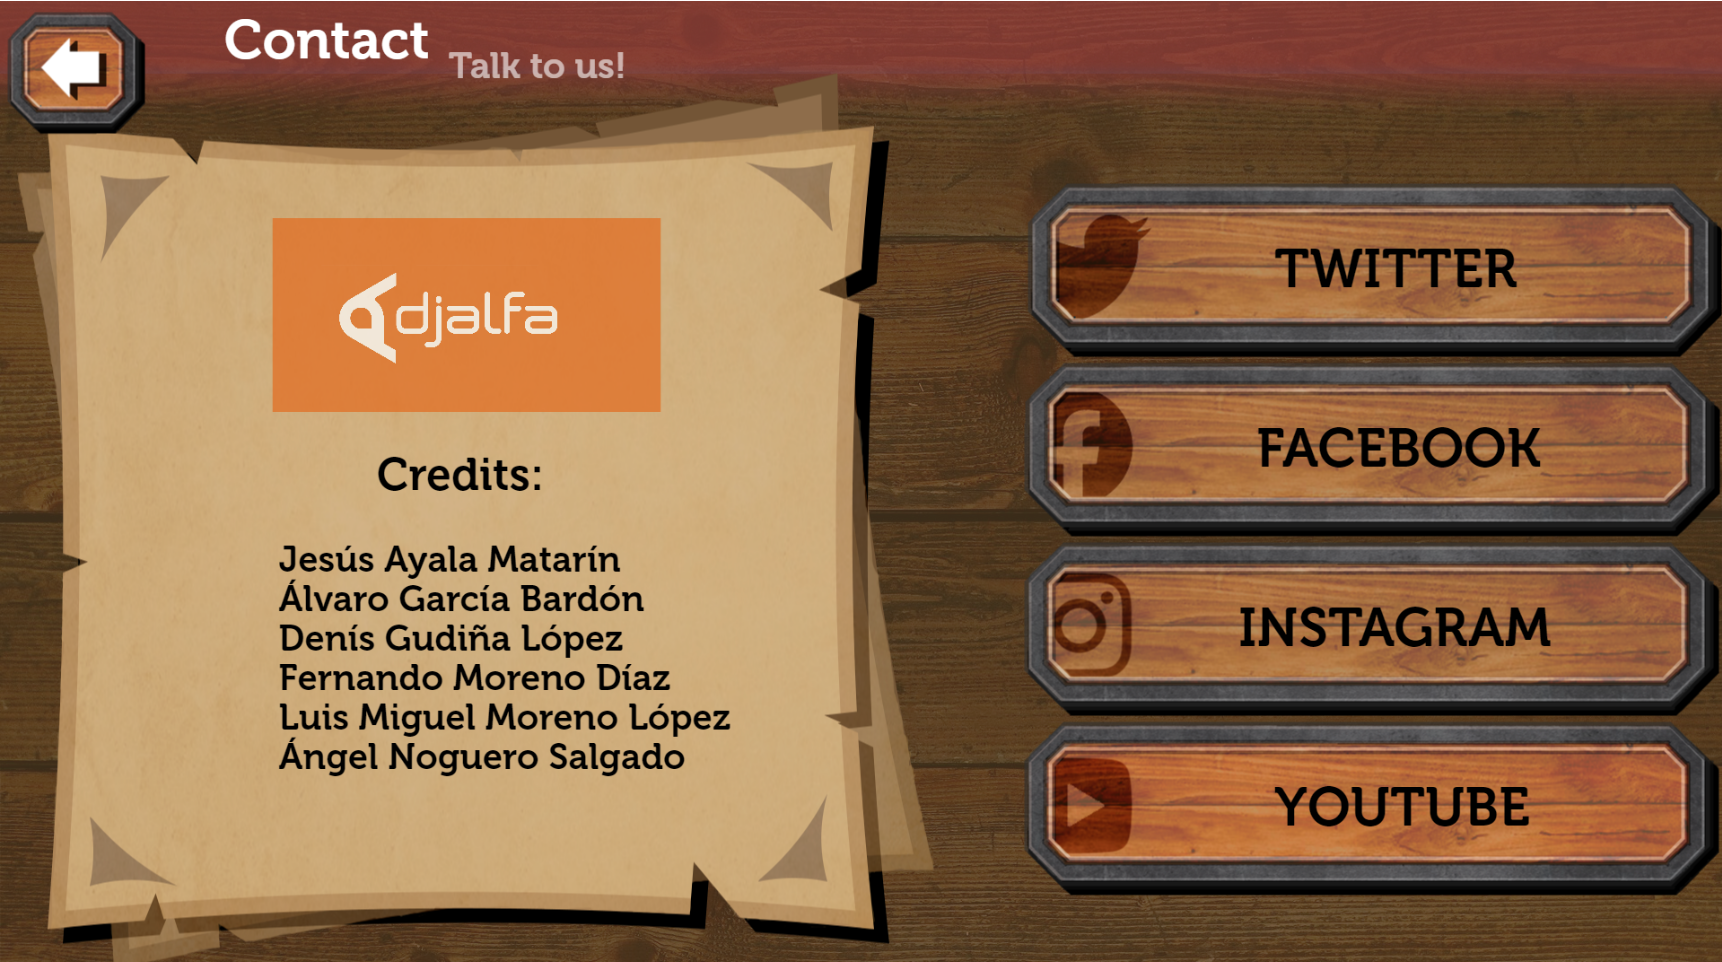 Contact
Talk to us!
djalfa
Credits:
Jesús Ayala Matarín
Álvaro García Bardón
Denís Gudiña López
Fernando Moreno Díaz
Luis Miguel Moreno López
Ángel Noguero Salgado
TWITTER
FACEBOOK
INSTAGRAM
YOUTUBE